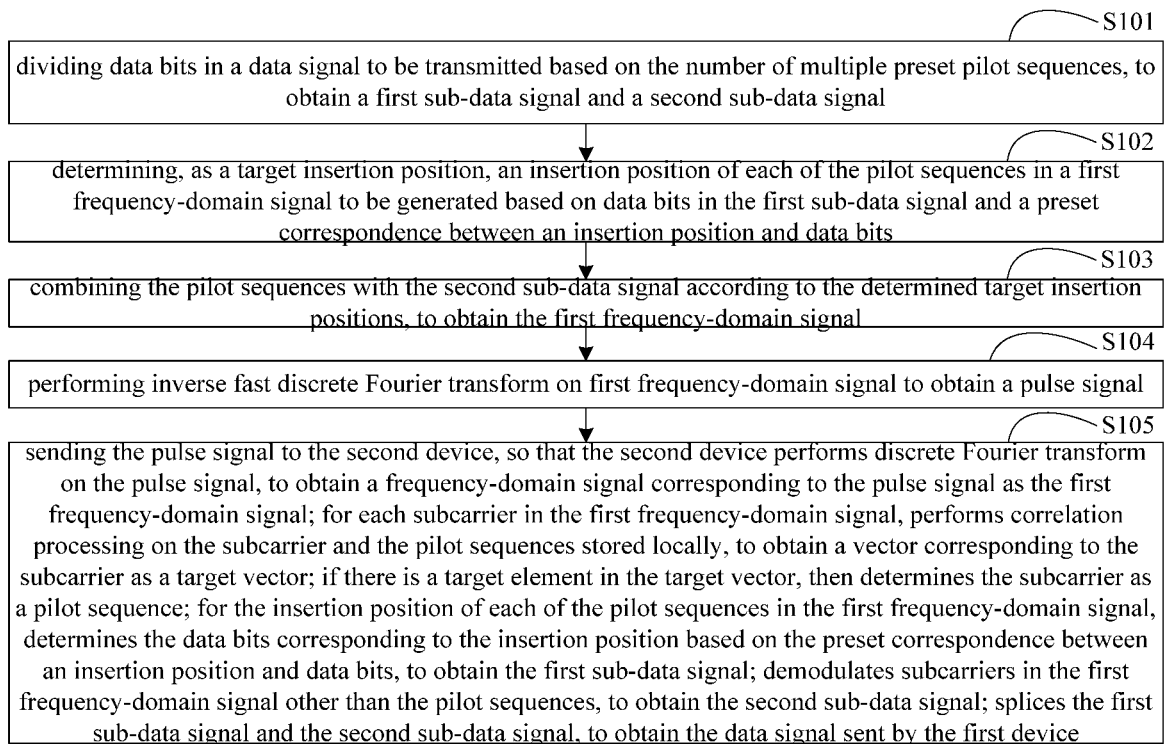 S101
dividing data bits in a data signal to be transmitted based on the number of multiple preset pilot sequences, to
obtain a first sub-data signal and a second sub-data signal
S102
determining, as a target insertion position, an insertion position of each of the pilot sequences in a first
frequency-domain signal to be generated based on data bits in the first sub-data signal and a preset
correspondence between an insertion position and data bits
S103
combining the pilot sequences with the second sub-data signal according to the determined target insertion
positions, to obtain the first frequency-domain signal
S104
performing inverse fast discrete Fourier transform on first frequency-domain signal to obtain a pulse signal
S105
sending the pulse signal to the second device, so that the second device performs discrete Fourier transform
on the pulse signal, to obtain a frequency-domain signal corresponding to the pulse signal as the first
frequency-domain signal; for each subcarrier in the first frequency-domain signal, performs correlation
processing on the subcarrier and the pilot sequences stored locally, to obtain a vector corresponding to the
subcarrier as a target vector; if there is a target element in the target vector, then determines the subcarrier as
a pilot sequence; for the insertion position of each of the pilot sequences in the first frequency-domain signal,
determines the data bits corresponding to the insertion position based on the preset correspondence between
an insertion position and data bits, to obtain the first sub-data signal; demodulates subcarriers in the first
frequency-domain signal other than the pilot sequences, to obtain the second sub-data signal; splices the first
sub-data signal and the second sub-data signal, to obtain the data signal sent by the first device